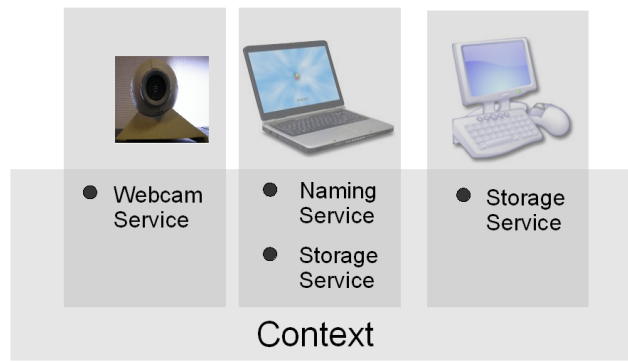 Webcam
Service
Naming
Service
Storage
Service
Storage
Service
Context